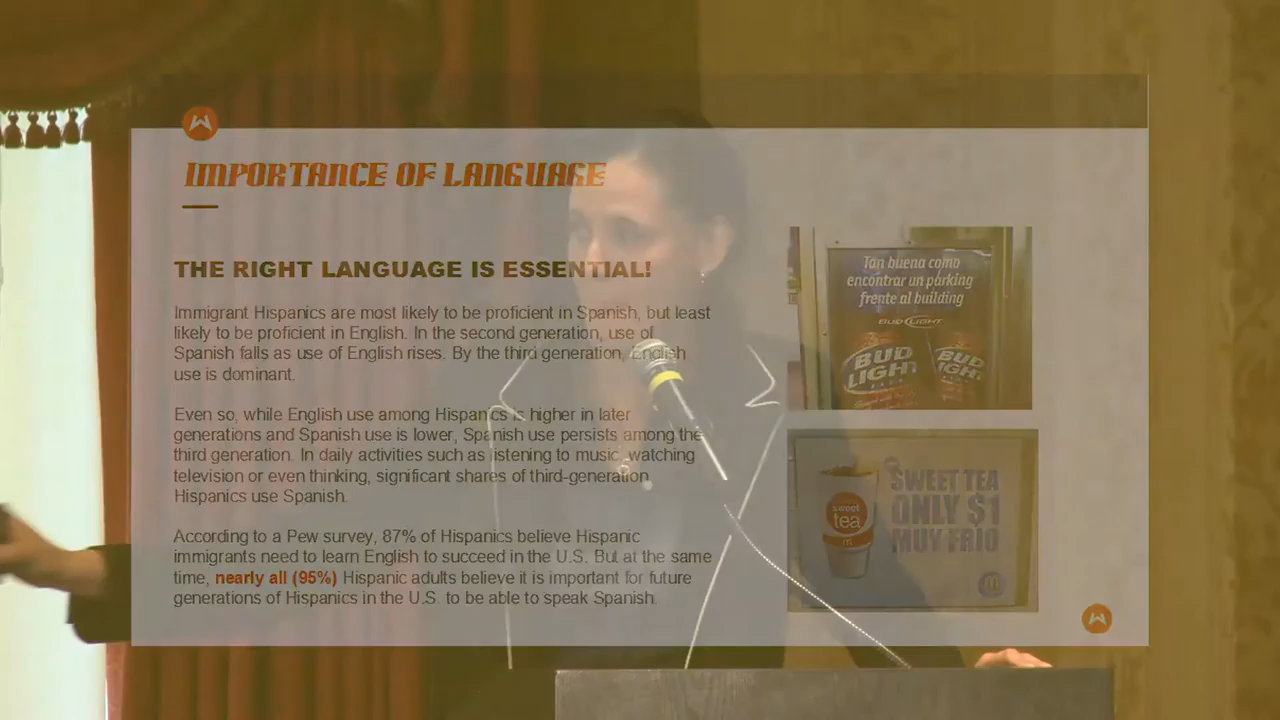 IMPORTANCE OF LANGUAGE
THE RIGHT LANGUAGE IS ESSENTIAL!
Immigrant Hispanics are most likely to be proficient in Spanish, but least
likely to be proficient in English. In the second generation, use of
Spanish falls as use of English rises. By the third generation, English
use is dominant.
Even so, while English use among Hispanics is higher in later
generations and Spanish use is lower, Spanish use persists among the
third generation. In daily activities such as listening to music, watching
television or even thinking, significant shares of third-generation
Hispanics use Spanish.
According to a Pew survey, 87% of Hispanics believe Hispanic
immigrants need to learn English to succeed in the U.S. But at the same
time, nearly all (95%) Hispanic adults believe it is important for future
generations of Hispanics in the U.S. to be able to speak Spanish.
Tan buena como
encontrar un parking
frente al building
BUD LIGHT
BUD
LIGHT
BUD
IGHT
SWEET TEA
ONLY $1
MUY FRIO
sweet
tea